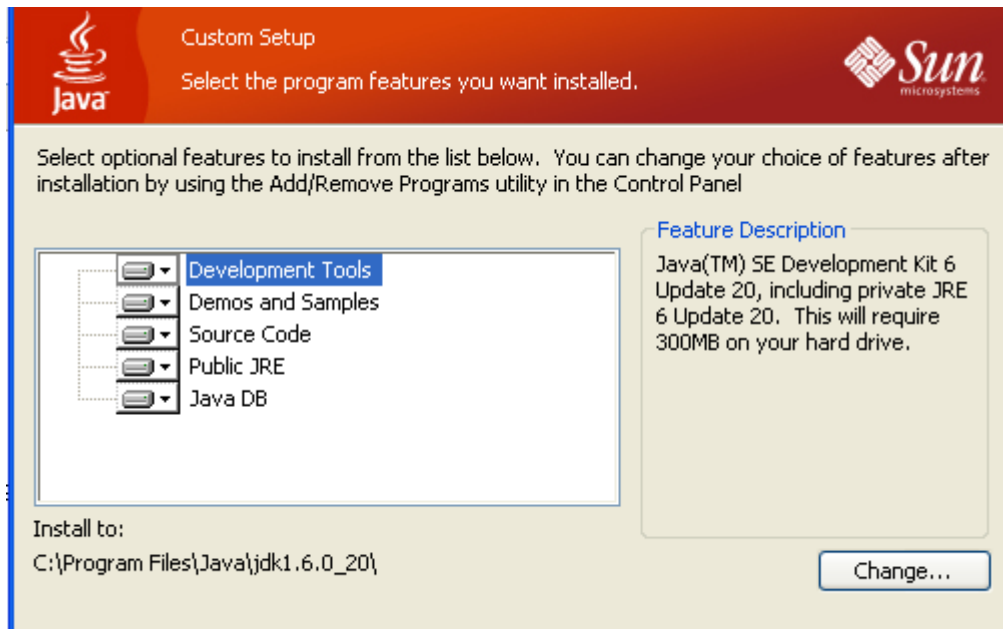 Custom Setup
Select the program features you want installed.
Java
Sun
microsystems
Select optional features to install from the list below.  You can change your choice of features after
installation by using the Add/Remove Programs utility in the Control Panel
Development Tools
Demos and Samples
Source Code
Public JRE
Java DB
Feature Description
Java(TM) SE Development Kit 6
Update 20, including private JRE
6 Update 20.  This will require
300MB on your hard drive.
Install to:
C:\Program Files\Java\jdk1.6.0_20\
Change...